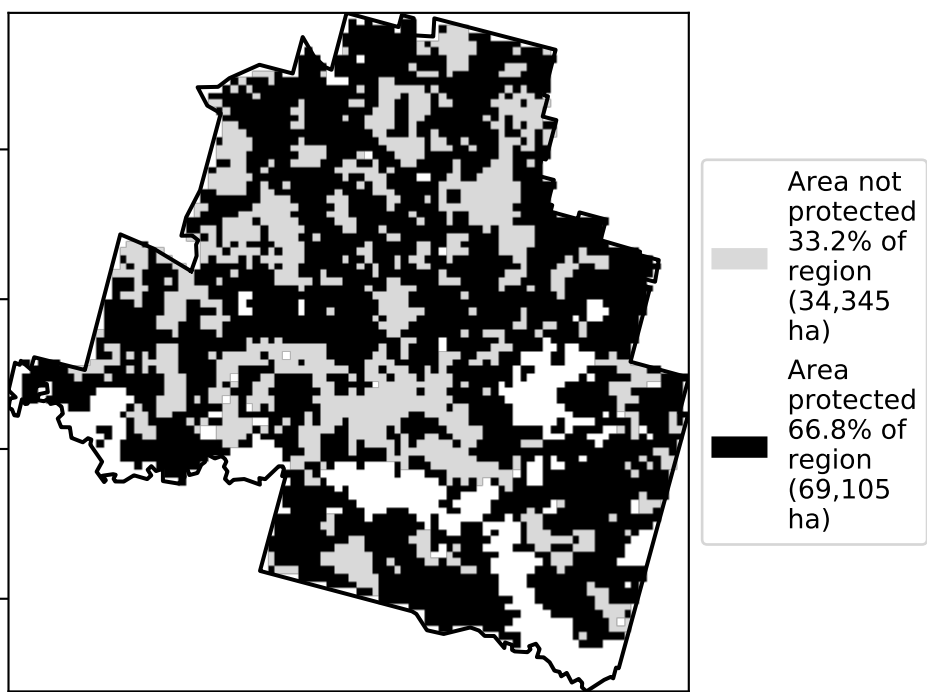 Area not
protected
33.2% of
region
(34,345
ha)
Area
protected
66.8% of
region
(69,105
ha)